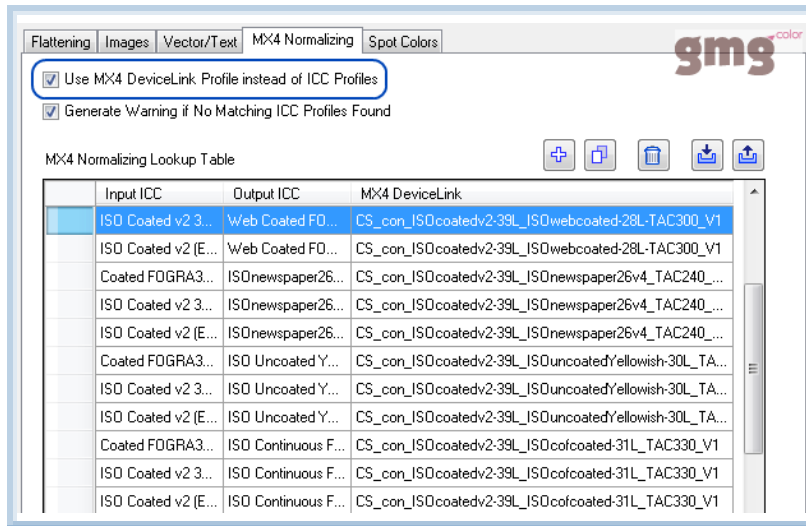 Flattening Images Vector/Text MX4 Normalizing Spot Colors
gmg color
Use MX4 DeviceLink Profile instead of ICC Profiles
Generate Warning if No Matching ICC Profiles Found
MX4 Normalizing Lookup Table
Input ICC Output ICC MX4 DeviceLink
ISO Coated v2 3... Web Coated FO... CS_con_ISOcoatedv2-39L_ISOwebcoated-28L-TAC300_V1
ISO Coated v2 (E... Web Coated FO... CS_con_ISOcoatedv2-39L_ISOwebcoated-28L-TAC300_V1
Coated FOGRA3... ISOnewspaper26... CS_con_ISOcoatedv2-39L_ISOnewspaper26v4_TAC240_...
ISO Coated v2 3... ISOnewspaper26... CS_con_ISOcoatedv2-39L_ISOnewspaper26v4_TAC240_...
ISO Coated v2 (E... ISOnewspaper26... CS_con_ISOcoatedv2-39L_ISOnewspaper26v4_TAC240_...
Coated FOGRA3... ISO Uncoated Y... CS_con_ISOcoatedv2-39L_ISOuncoatedYellowish-30L_TA...
ISO Coated v2 3... ISO Uncoated Y... CS_con_ISOcoatedv2-39L_ISOuncoatedYellowish-30L_TA...
ISO Coated v2 (E... ISO Uncoated Y... CS_con_ISOcoatedv2-39L_ISOuncoatedYellowish-30L_TA...
Coated FOGRA3... ISO Continuous F... CS_con_ISOcoatedv2-39L_ISOcofcoated-31L_TAC330_V1
ISO Coated v2 3... ISO Continuous F... CS_con_ISOcoatedv2-39L_ISOcofcoated-31L_TAC330_V1
ISO Coated v2 (E... ISO Continuous F... CS_con_ISOcoatedv2-39L_ISOcofcoated-31L_TAC330_V1